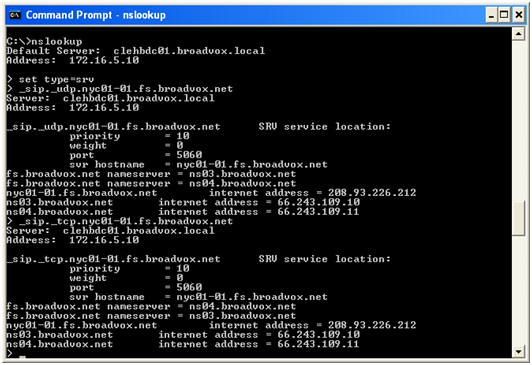 Command Prompt - nslookup
C:\>nslookup
Default Server:  clehbdc01.broadvox.local
Address:  172.16.5.10
> set type=srv
> _sip._udp.nyc01-01.fs.broadvox.net
Server:  clehbdc01.broadvox.local
Address:  172.16.5.10
_sip._udp.nyc01-01.fs.broadvox.net      SRV service location:
          priority       = 10
          weight         = 0
          port           = 5060
          svr hostname   = nyc01-01.fs.broadvox.net
fs.broadvox.net nameserver = ns03.broadvox.net
fs.broadvox.net nameserver = ns04.broadvox.net
nyc01-01.fs.broadvox.net        internet address = 208.93.226.212
ns03.broadvox.net       internet address = 66.243.109.10
ns04.broadvox.net       internet address = 66.243.109.11
> _sip._tcp.nyc01-01.fs.broadvox.net
Server:  clehbdc01.broadvox.local
Address:  172.16.5.10
_sip._tcp.nyc01-01.fs.broadvox.net      SRV service location:
          priority       = 10
          weight         = 0
          port           = 5060
          svr hostname   = nyc01-01.fs.broadvox.net
fs.broadvox.net nameserver = ns04.broadvox.net
fs.broadvox.net nameserver = ns03.broadvox.net
nyc01-01.fs.broadvox.net        internet address = 208.93.226.212
ns03.broadvox.net       internet address = 66.243.109.10
ns04.broadvox.net       internet address = 66.243.109.11
> _